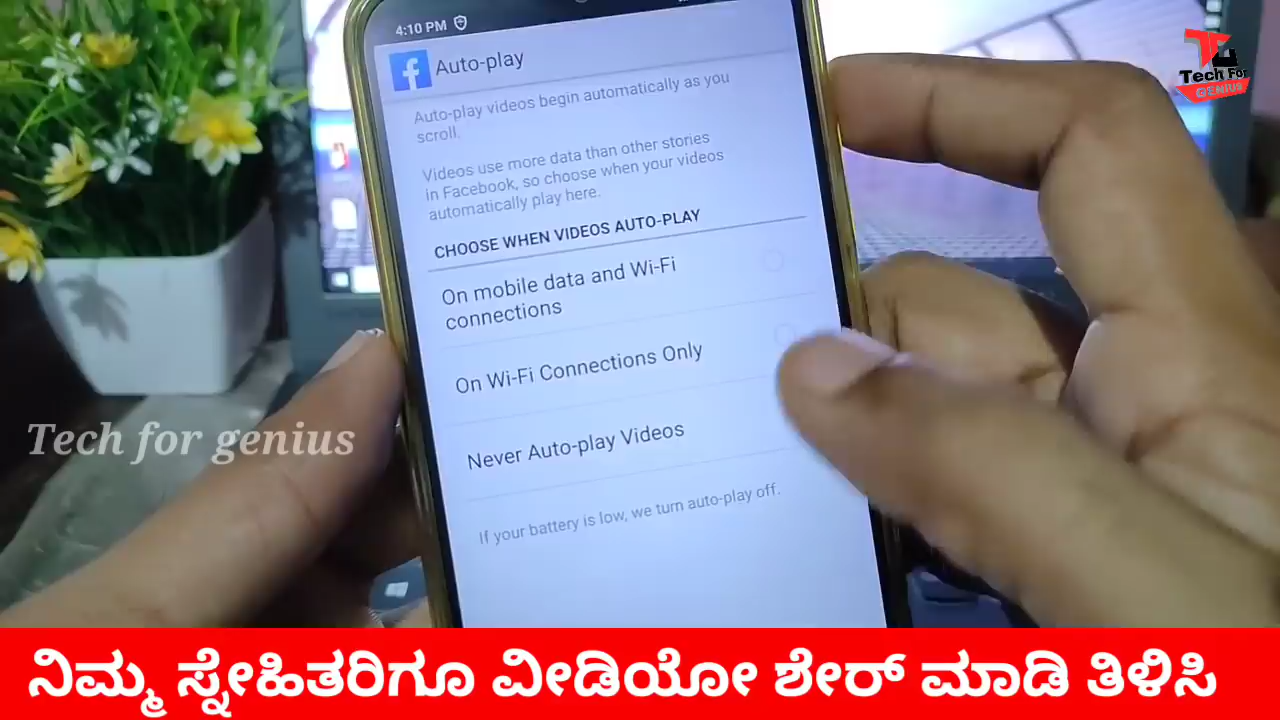 4:10 PM
Auto-play
Auto-play videos begin automatically as you
scroll.
Videos use more data than other stories
in Facebook, so choose when your videos
automatically play here.
CHOOSE WHEN VIDEOS AUTO-PLAY
On mobile data and Wi-Fi
connections
On Wi-Fi Connections Only
Never Auto-play Videos
If your battery is low, we turn auto-play off.
Tech For
GENIUS
Tech for genius
ನಿಮ್ಮ ಸ್ನೇಹಿತರಿಗೂ ವೀಡಿಯೋ ಶೇರ್ ಮಾಡಿ ತಿಳಿಸಿ